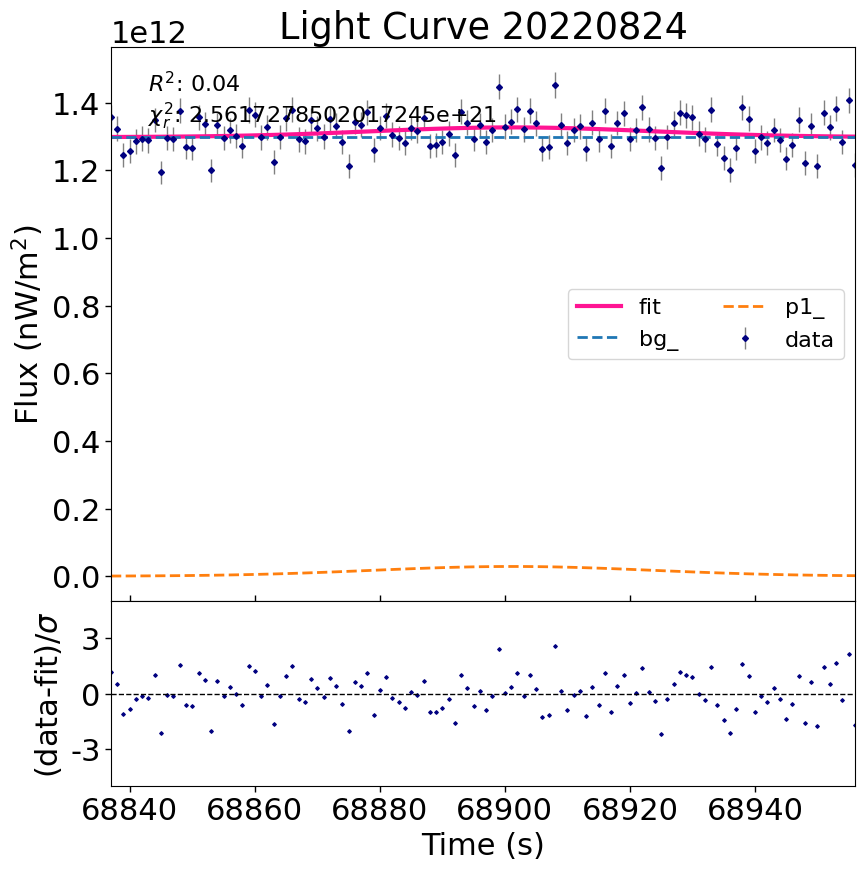 Light Curve 20220824
1e12
R²: 0.04
χ²ᵣ: 2.5617278502017245e+21
1.4
1.2
1.0
0.8
0.6
0.4
0.2
0.0
Flux (nW/m²)
fit
bg_
p1_
data
3
0
-3
(data-fit)/σ
68840 68860 68880 68900 68920 68940
Time (s)